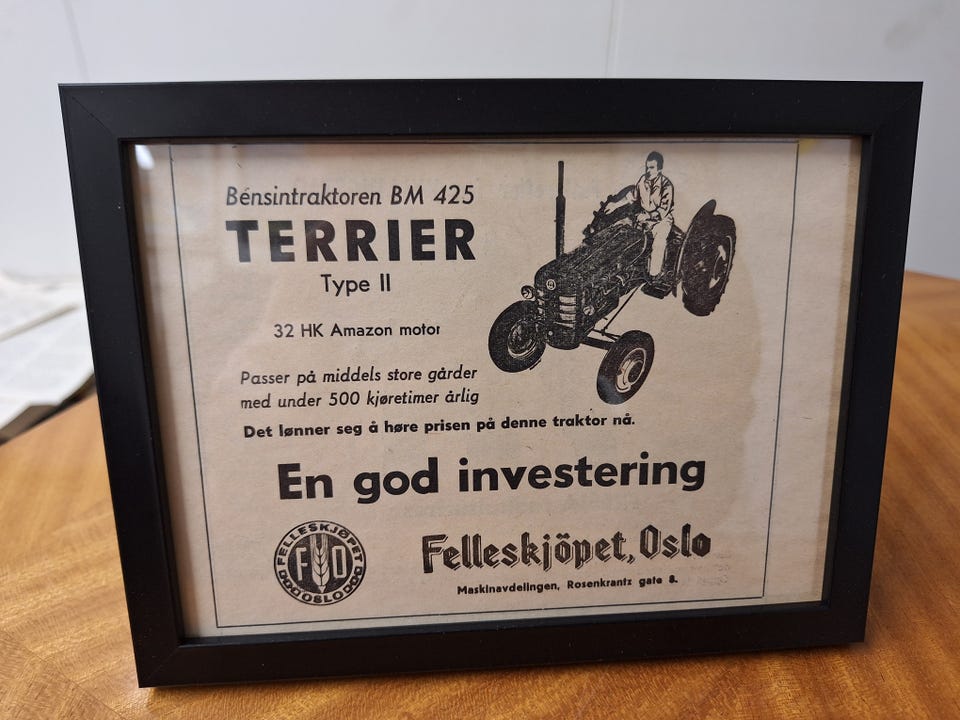 Bensintraktoren BM 425
TERRIER
Type II
32 HK Amazon motor
Passer på middels store gårder
med under 500 kjøretimer årlig
Det lønner seg å høre prisen på denne traktor nå.
En god investering
FELLESKJØPET
FO
OSLO
Felleskjöpet, Oslo
Maskinavdelingen, Rosenkrantz gate 8.